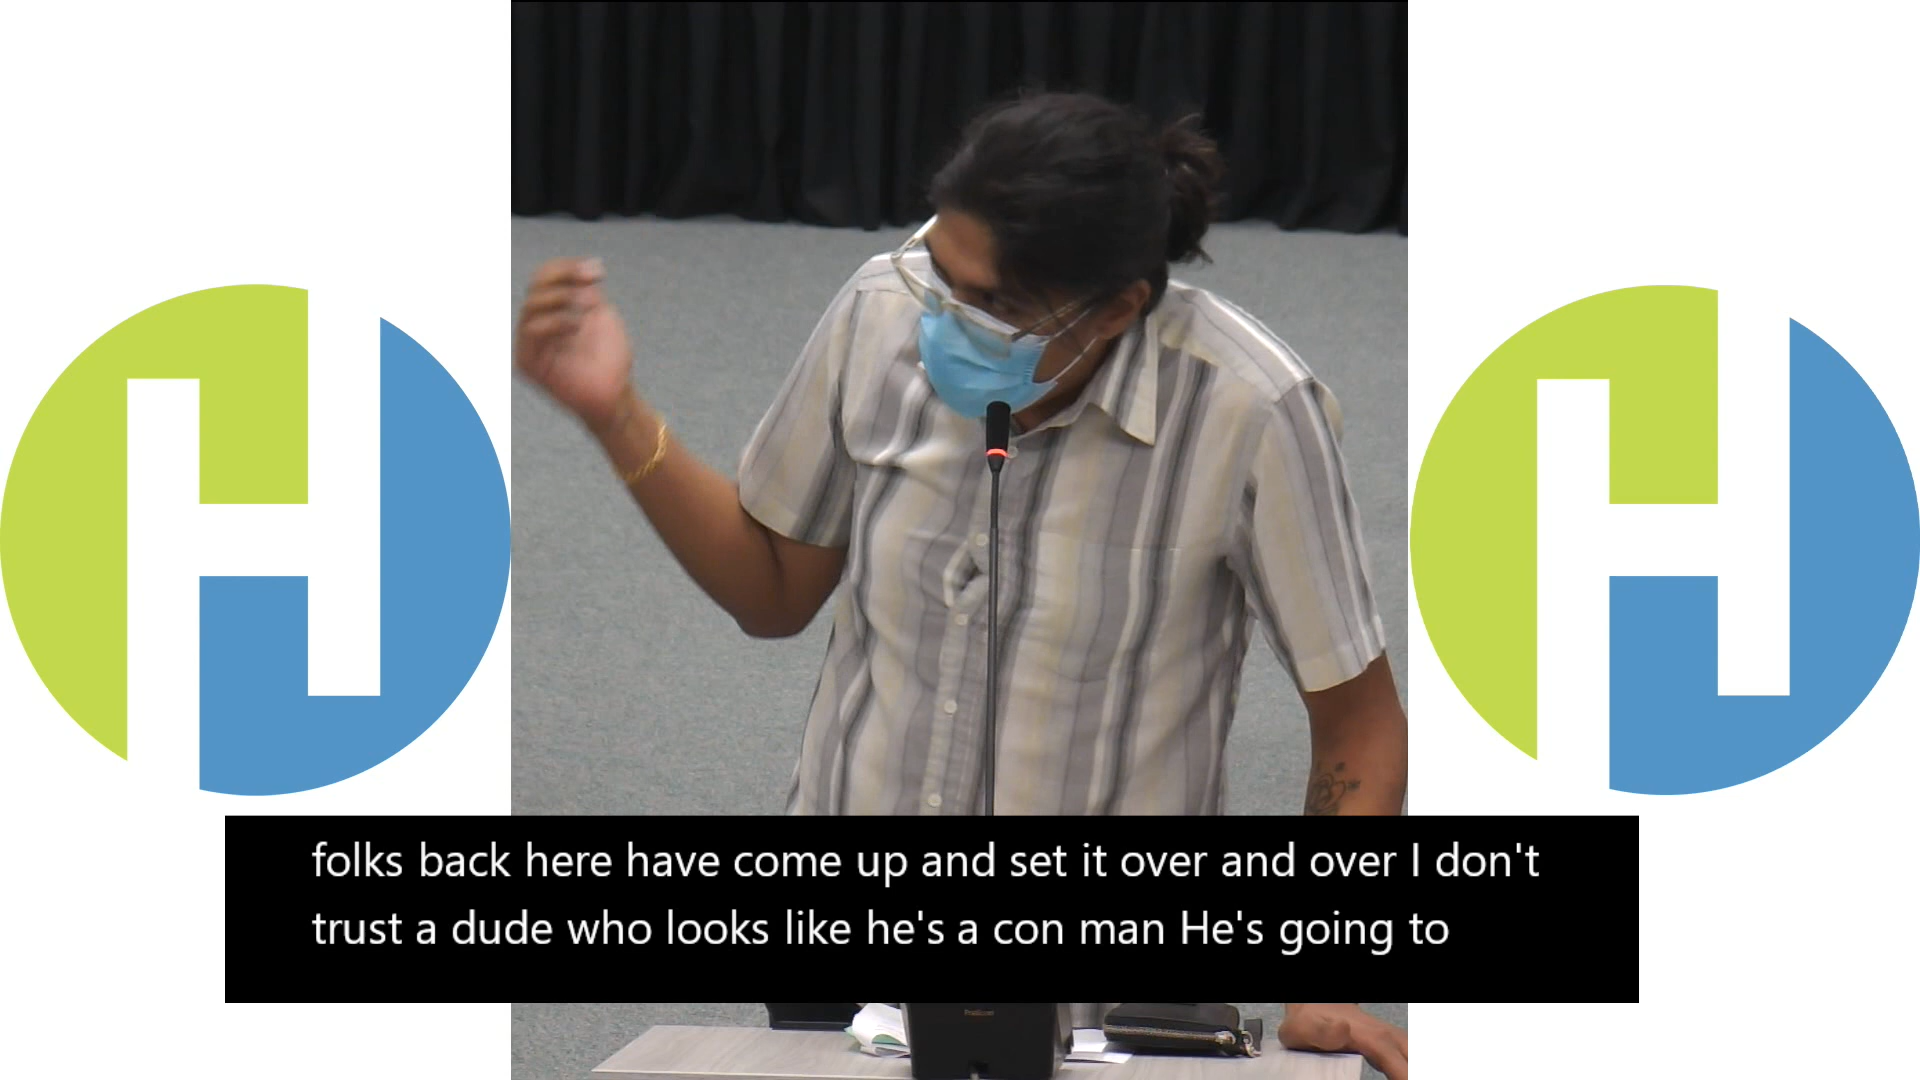 folks back here have come up and set it over and over I don't
trust a dude who looks like he's a con man He's going to